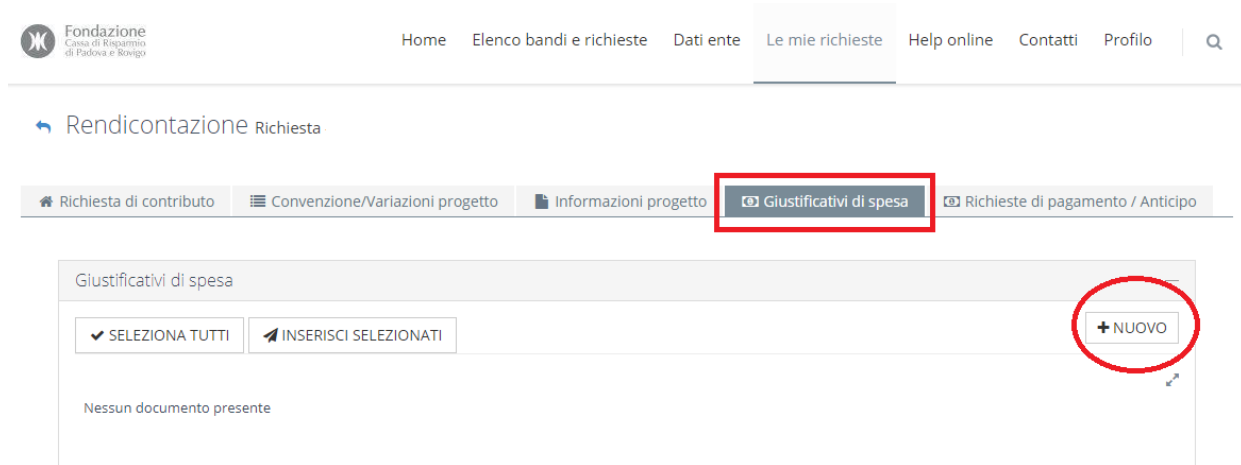 Fondazione
Cassa di Risparmio
di Padova e Rovigo
Home Elenco bandi e richieste Dati ente Le mie richieste Help online Contatti Profilo
Rendicontazione Richiesta
Richiesta di contributo Convenzione/Variazioni progetto Informazioni progetto Giustificativi di spesa Richieste di pagamento / Anticipo
Giustificativi di spesa
SELEZIONA TUTTI INSERISCI SELEZIONATI + NUOVO
Nessun documento presente